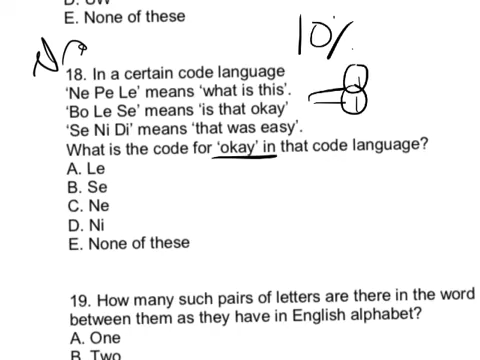 E. None of these
10%
18. In a certain code language
‘Ne Pe Le’ means ‘what is this’.
‘Bo Le Se’ means ‘is that okay’
‘Se Ni Di’ means ‘that was easy’.
What is the code for ‘okay’ in that code language?
A. Le
B. Se
C. Ne
D. Ni
E. None of these
19. How many such pairs of letters are there in the word
between them as they have in English alphabet?
A. One
B. Two